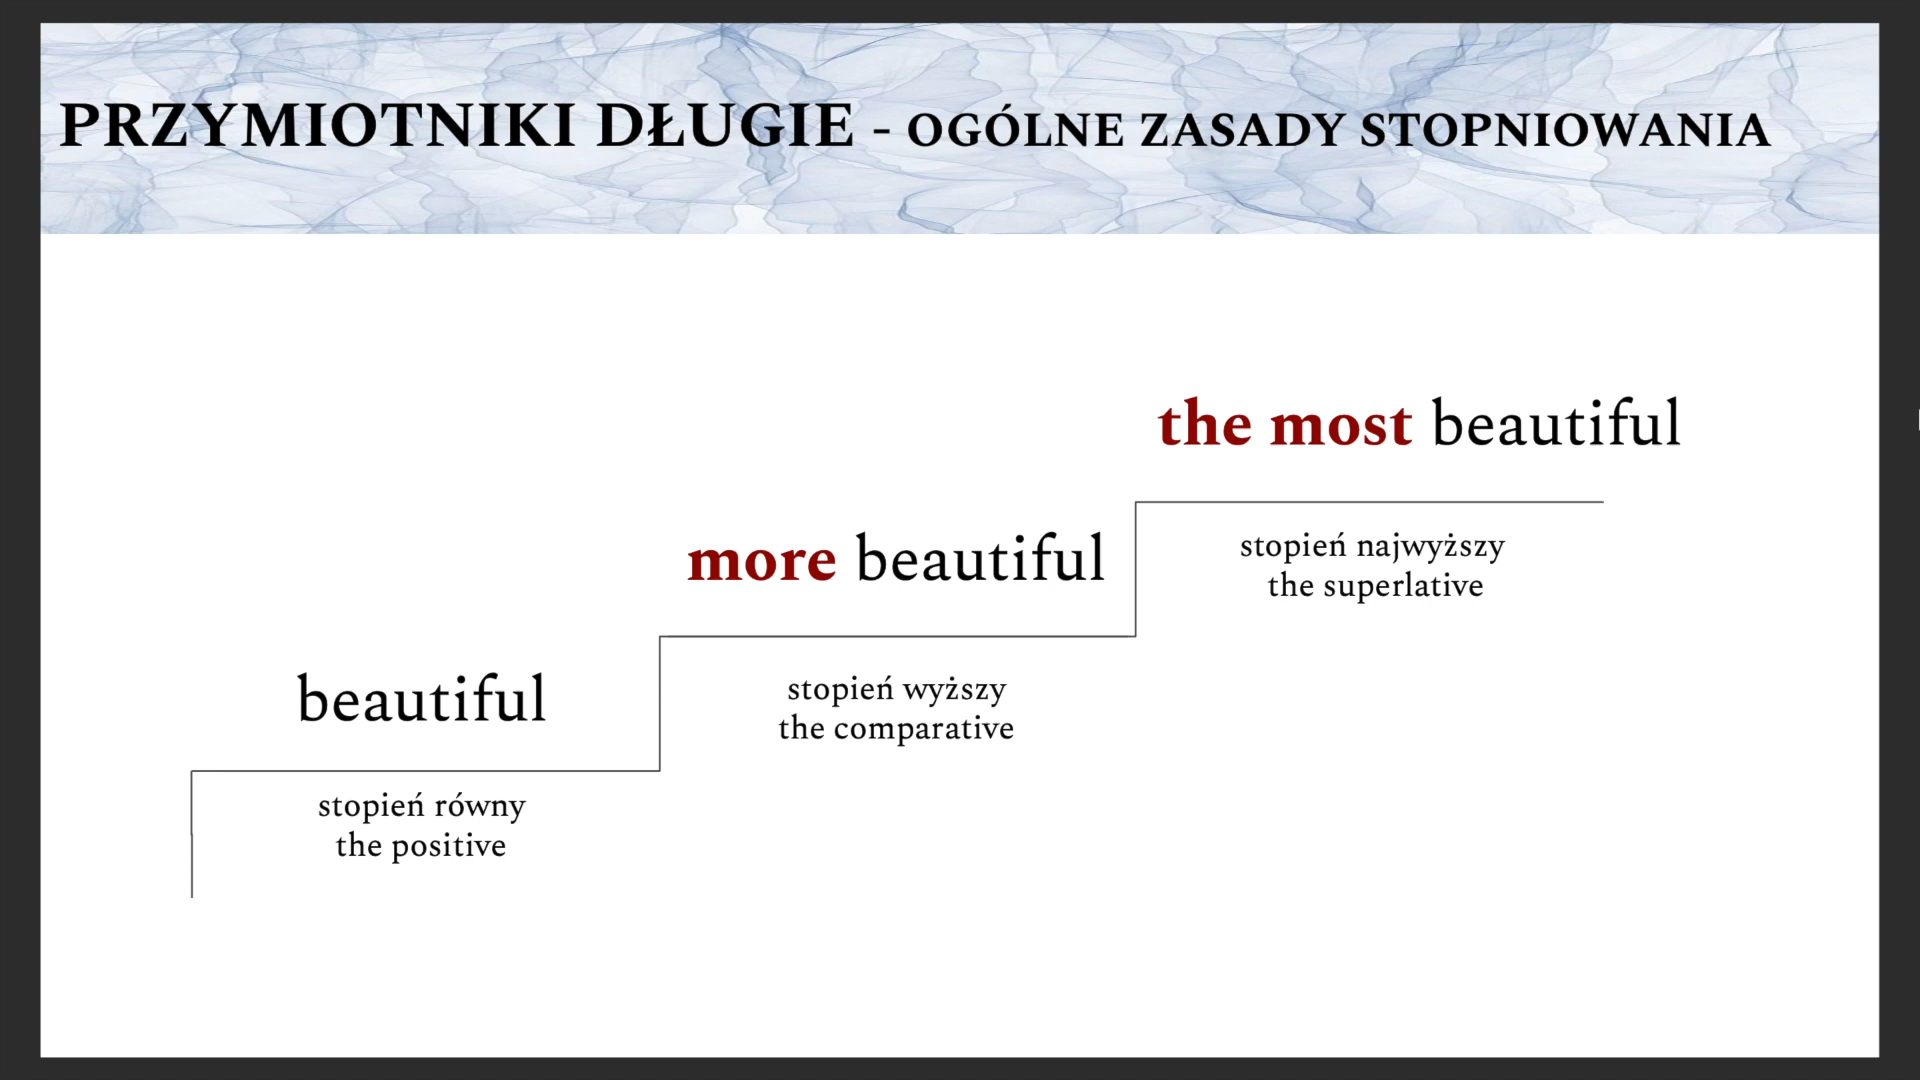 PRZYMIOTNIKI DŁUGIE - OGÓLNE ZASADY STOPNIOWANIA
the most beautiful
stopień najwyższy
the superlative
more beautiful
stopień wyższy
the comparative
beautiful
stopień równy
the positive